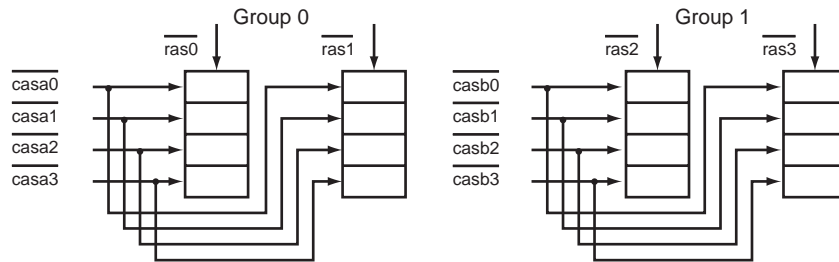 Group 0
Group 1
ras0
ras1
ras2
ras3
casa0
casb0
casa1
casb1
casa2
casb2
casa3
casb3